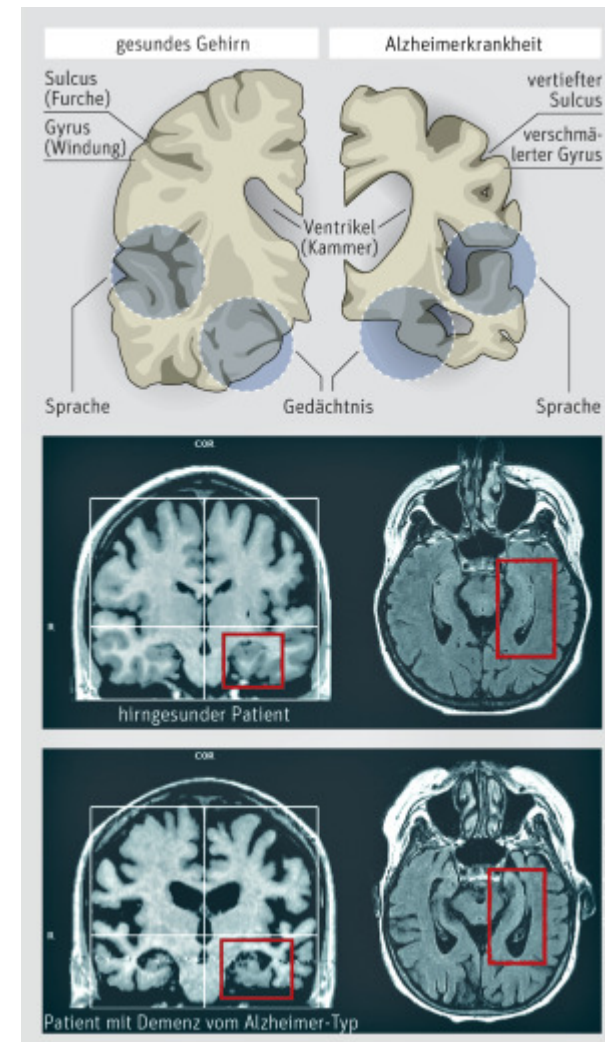 gesundes Gehirn
Alzheimerkrankheit
Sulcus
(Furche)
Gyrus
(Windung)
vertiefter
Sulcus
verschmä-
lerter Gyrus
Ventrikel
(Kammer)
Sprache
Gedächtnis
Sprache
COR
R
hirngesunder Patient
COR
R
Patient mit Demenz vom Alzheimer-Typ